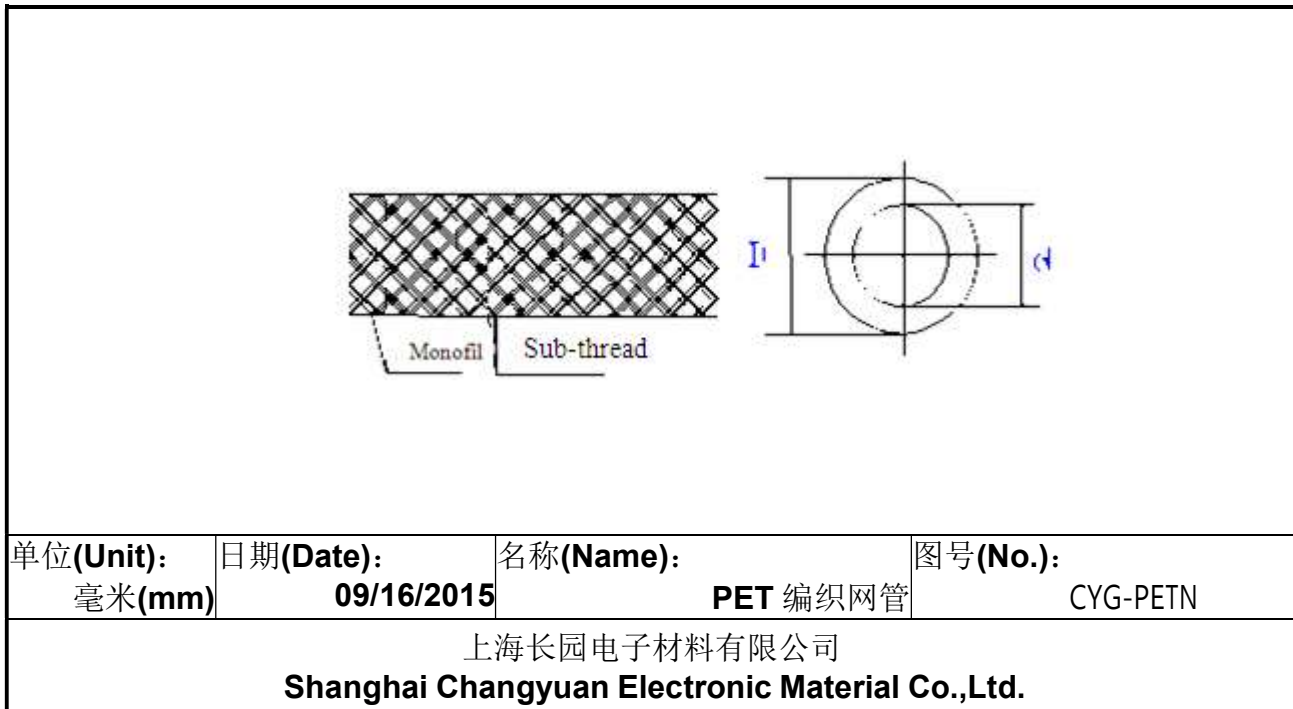 Monofil
Sub-thread
单位(Unit): 日期(Date): 名称(Name): 图号(No.):
毫米(mm) 09/16/2015 PET 编织网管 CYG-PETN
上海长园电子材料有限公司
Shanghai Changyuan Electronic Material Co.,Ltd.